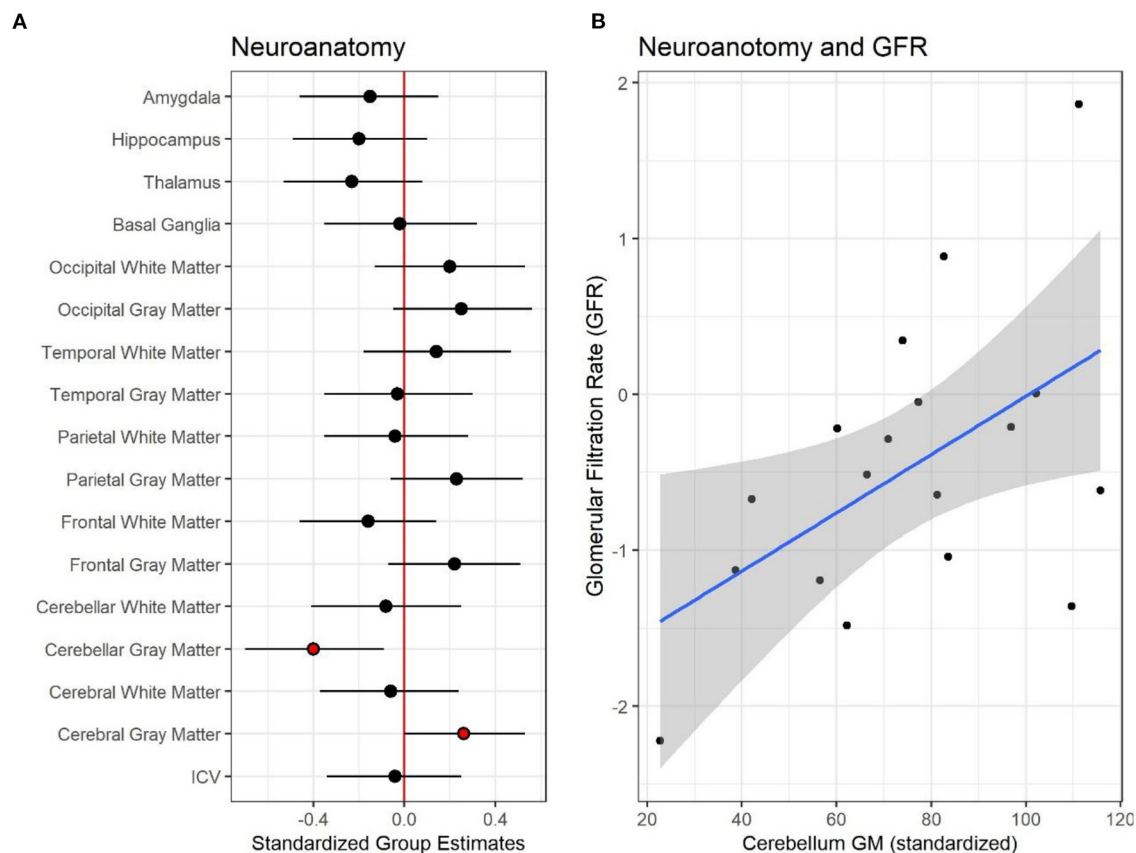 A
Neuroanatomy
Amygdala
Hippocampus
Thalamus
Basal Ganglia
Occipital White Matter
Occipital Gray Matter
Temporal White Matter
Temporal Gray Matter
Parietal White Matter
Parietal Gray Matter
Frontal White Matter
Frontal Gray Matter
Cerebellar White Matter
Cerebellar Gray Matter
Cerebral White Matter
Cerebral Gray Matter
ICV
-0.4 0.0 0.4
Standardized Group Estimates
B
Neuroanotomy and GFR
Glomerular Filtration Rate (GFR)
2
1
0
-1
-2
20 40 60 80 100 120
Cerebellum GM (standardized)